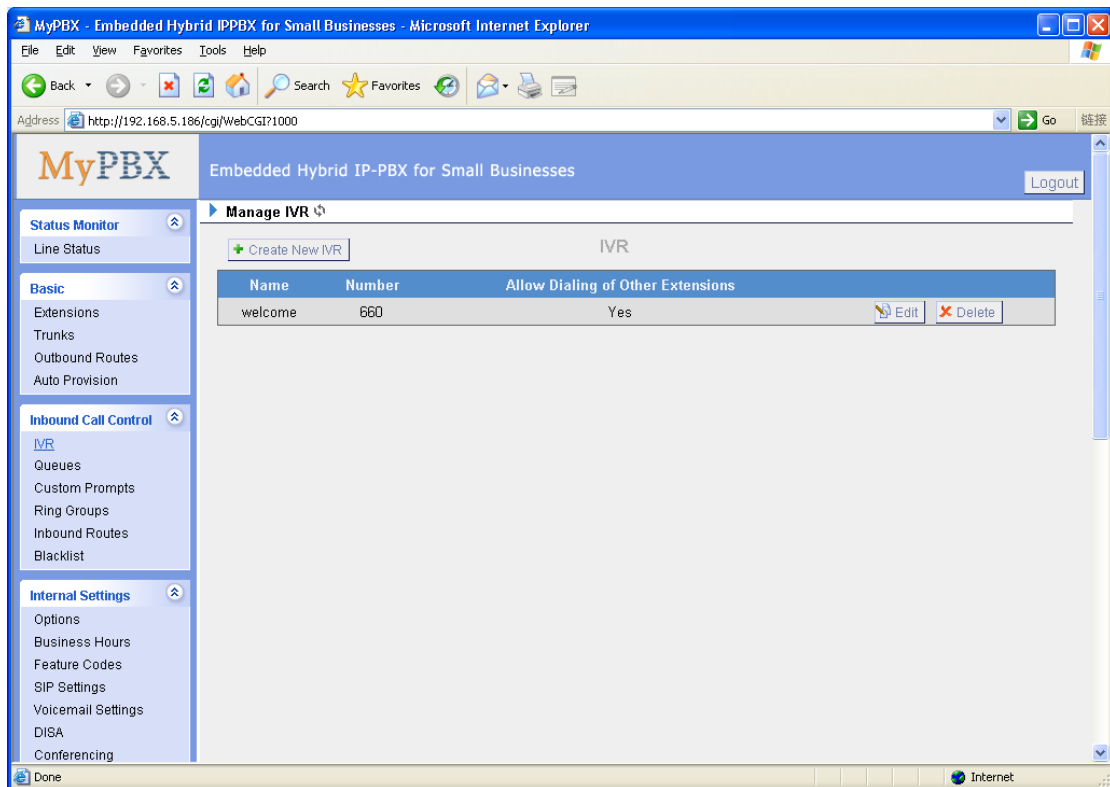 MyPBX - Embedded Hybrid IPPBX for Small Businesses - Microsoft Internet Explorer
File Edit View Favorites Tools Help
Back Search Favorites
Address http://192.168.5.186/cgi/WebCGI?1000 Go 链接
MyPBX
Embedded Hybrid IP-PBX for Small Businesses
Logout
Status Monitor
Line Status
Basic
Extensions
Trunks
Outbound Routes
Auto Provision
Inbound Call Control
IVR
Queues
Custom Prompts
Ring Groups
Inbound Routes
Blacklist
Internal Settings
Options
Business Hours
Feature Codes
SIP Settings
Voicemail Settings
DISA
Conferencing
Manage IVR
Create New IVR
IVR
Name Number Allow Dialing of Other Extensions
welcome 660 Yes Edit Delete
Done Internet